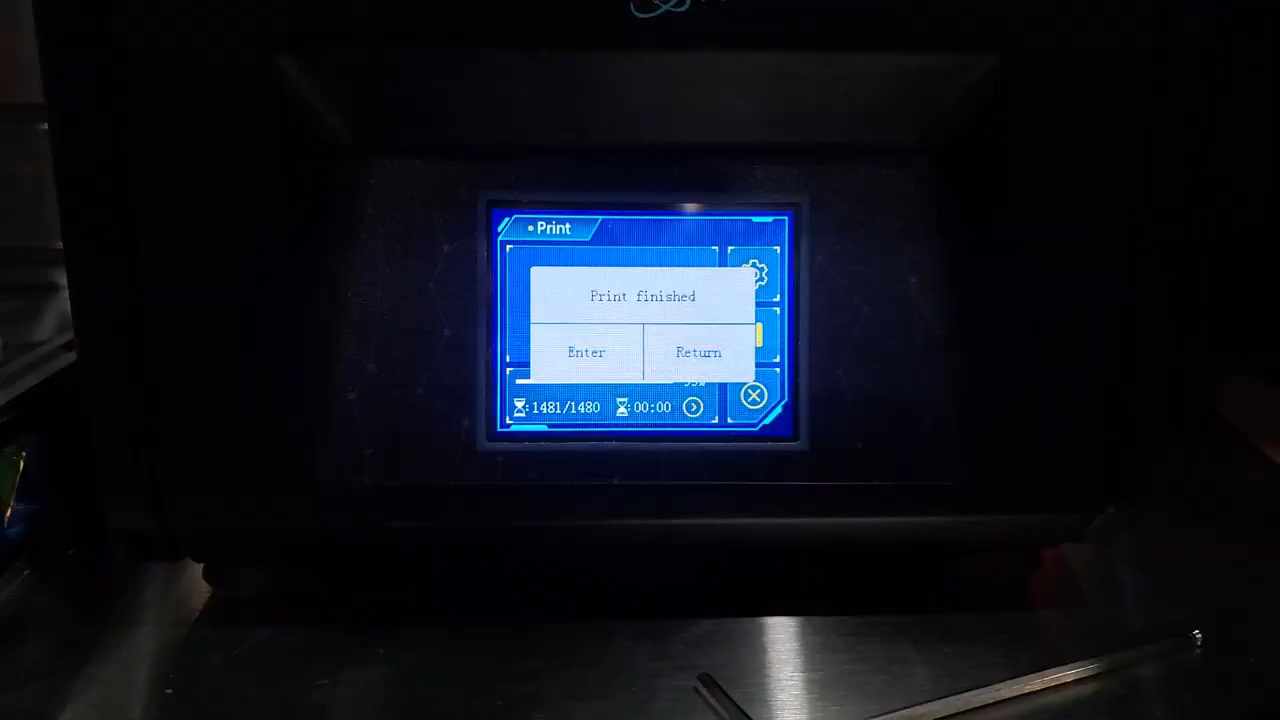 Print
Print finished
Enter
Return
:1481/1480
:00:00